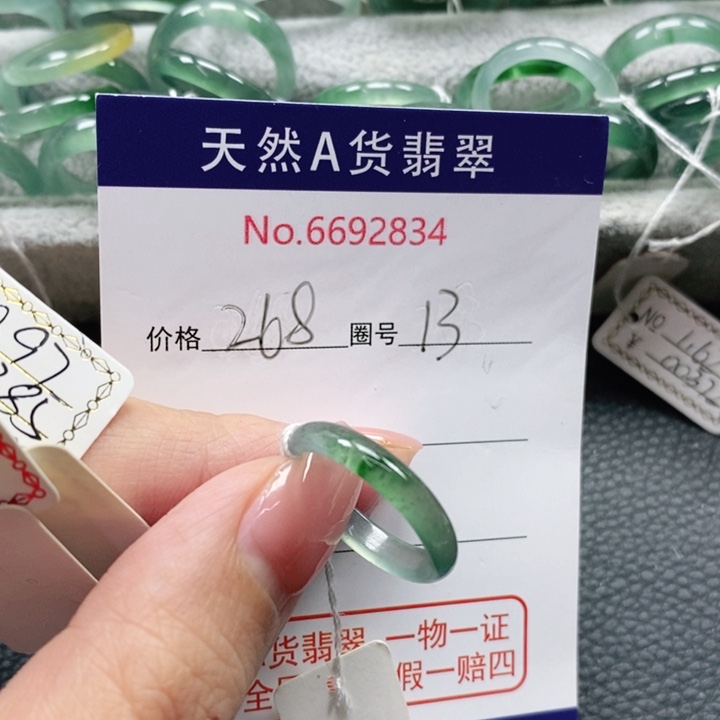 天然A货翡翠
No.6692834
价格 268 圈号 13
货翡翠 一物一证
假一赔四
NO